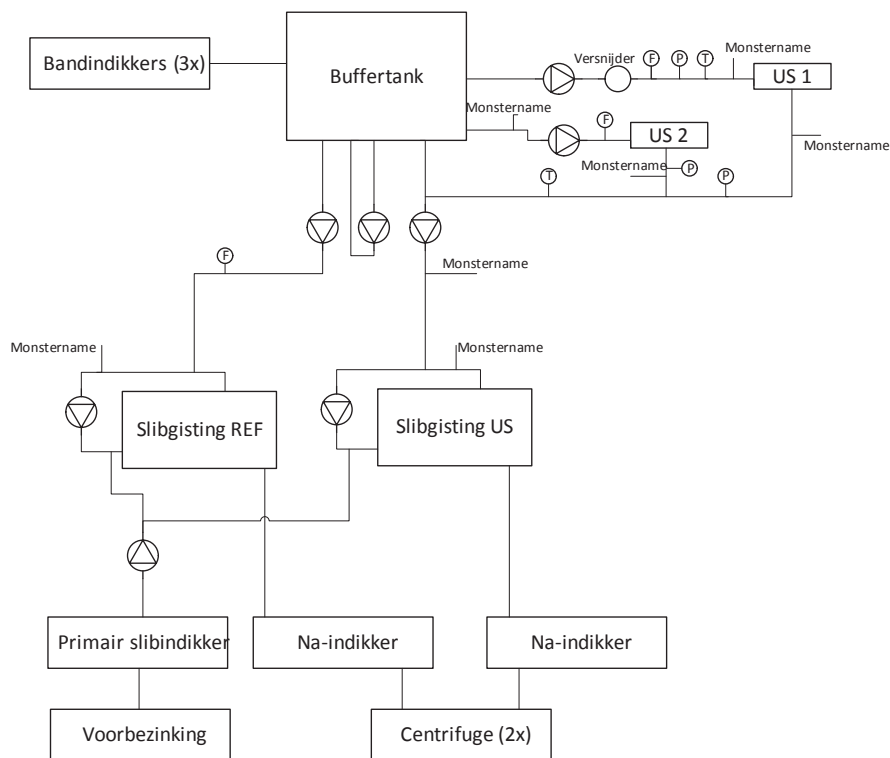 Bandindikkers (3x)
Buffertank
Versnijder
F
P
T
Monstername
US 1
Monstername
F
US 2
Monstername
Monstername
P
T
P
F
Monstername
Monstername
Monstername
Slibgisting REF
Slibgisting US
Primair slibindikker
Na-indikker
Na-indikker
Voorbezinking
Centrifuge (2x)